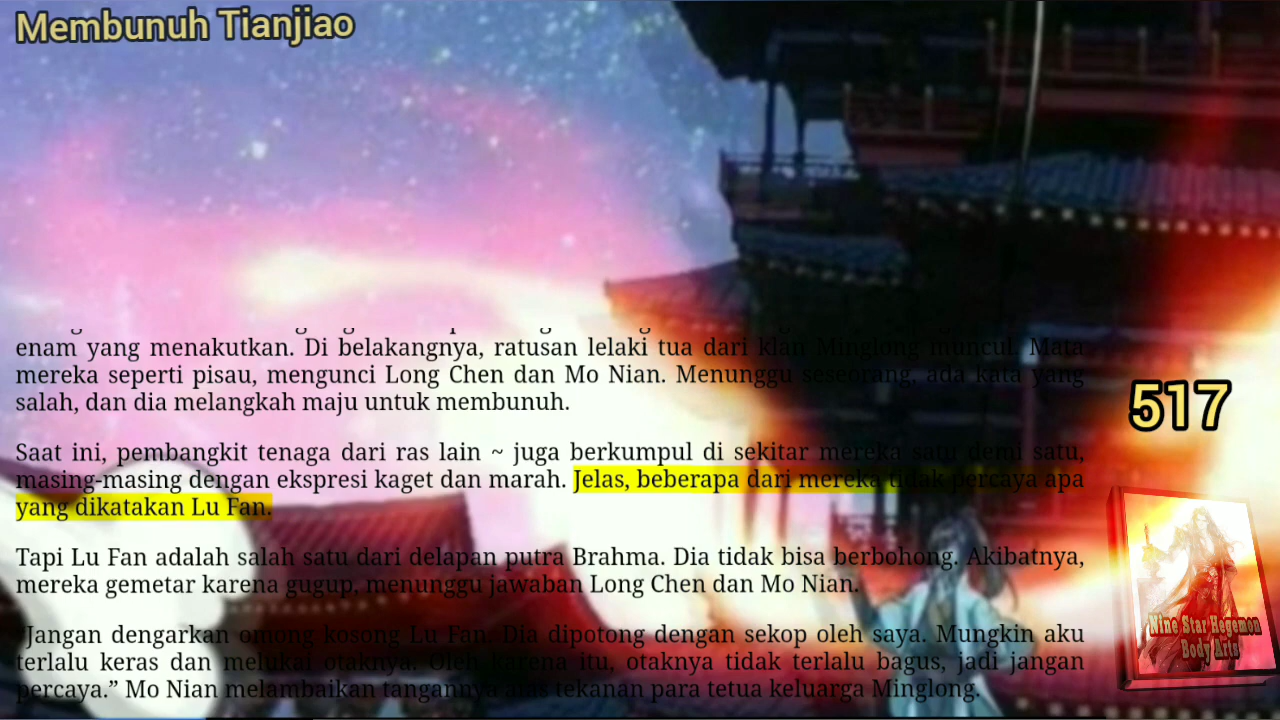 Membunuh Tianjiao
enam yang menakutkan. Di belakangnya, ratusan lelaki tua dari klan Minglong muncul. Mata
mereka seperti pisau, mengunci Long Chen dan Mo Nian. Menunggu seseorang, ada kata yang
salah, dan dia melangkah maju untuk membunuh.
Saat ini, pembangkit tenaga dari ras lain ~ juga berkumpul di sekitar mereka satu demi satu,
masing-masing dengan ekspresi kaget dan marah. Jelas, beberapa dari mereka tidak percaya apa
yang dikatakan Lu Fan.
Tapi Lu Fan adalah salah satu dari delapan putra Brahma. Dia tidak bisa berbohong. Akibatnya,
mereka gemetar karena gugup, menunggu jawaban Long Chen dan Mo Nian.
"Jangan dengarkan omong kosong Lu Fan. Dia dipotong dengan sekop oleh saya. Mungkin aku
terlalu keras dan melukai otaknya. Oleh karena itu, otaknya tidak terlalu bagus, jadi jangan
percaya.” Mo Nian melambaikan tangannya atas tekanan para tetua keluarga Minglong.
517
Nine Star Hegemon
Body Arts